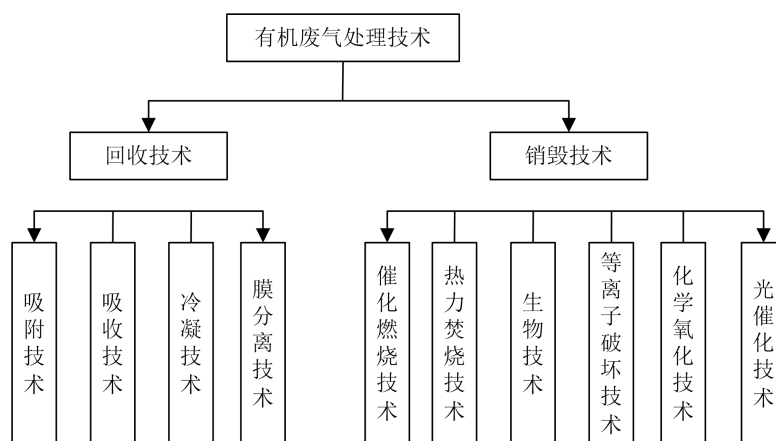 有机废气处理技术
回收技术
销毁技术
吸附技术
吸收技术
冷凝技术
膜分离技术
催化燃烧技术
热力焚烧技术
生物技术
等离子破坏技术
化学氧化技术
光催化技术